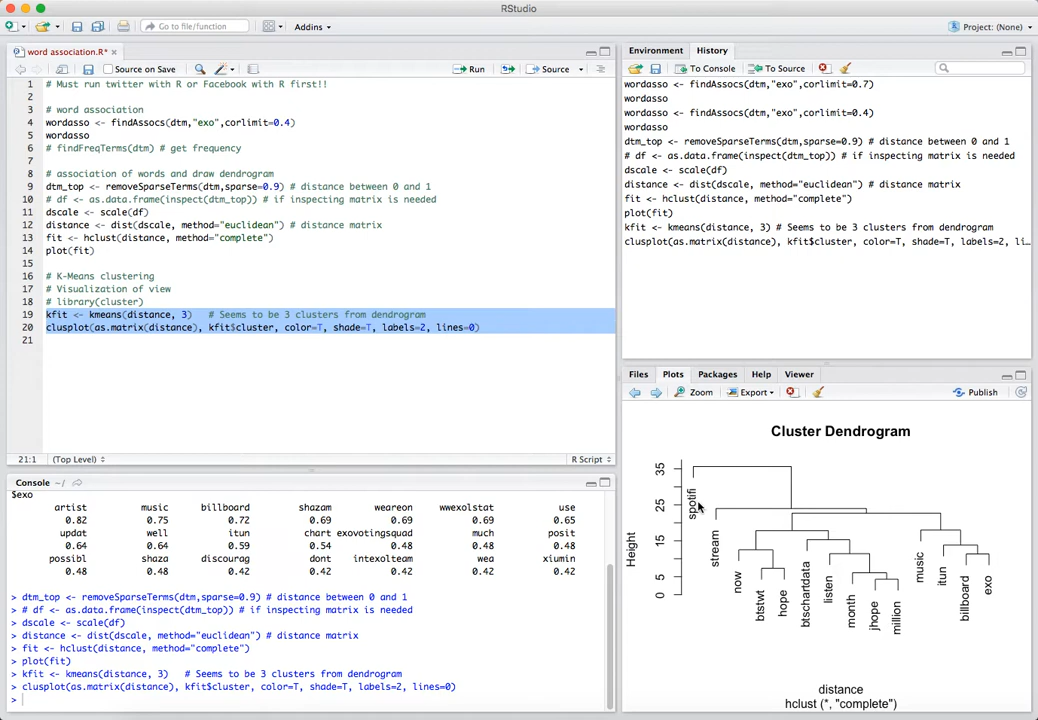 RStudio
Go to file/function
Addins
Project: (None)
word association.R*
Source on Save
Run
Source
1 # Must run twitter with R or Facebook with R first!!
2
3 # word association
4 wordasso <- findAssocs(dtm,"exo",corlimit=0.4)
5 wordasso
6 # findFreqTerms(dtm) # get frequency
7
8 # association of words and draw dendrogram
9 dtm_top <- removeSparseTerms(dtm,sparse=0.9) # distance between 0 and 1
10 # df <- as.data.frame(inspect(dtm_top)) # if inspecting matrix is needed
11 dscale <- scale(df)
12 distance <- dist(dscale, method="euclidean") # distance matrix
13 fit <- hclust(distance, method="complete")
14 plot(fit)
15
16 # K-Means clustering
17 # Visualization of view
18 # library(cluster)
19 kfit <- kmeans(distance, 3) # Seems to be 3 clusters from dendrogram
20 clusplot(as.matrix(distance), kfit$cluster, color=T, shade=T, labels=2, lines=0)
21
21:1 (Top Level) R Script
Console ~/
$exo
artist music billboard shazam weareon wwexolstat use
0.82 0.75 0.72 0.69 0.69 0.69 0.65
updat well itun chart exovotingsquad much posit
0.64 0.64 0.59 0.54 0.48 0.48 0.48
possibl shaza discourag dont intexolteam wea xiumin
0.48 0.48 0.42 0.42 0.42 0.42 0.42
> dtm_top <- removeSparseTerms(dtm,sparse=0.9) # distance between 0 and 1
> # df <- as.data.frame(inspect(dtm_top)) # if inspecting matrix is needed
> dscale <- scale(df)
> distance <- dist(dscale, method="euclidean") # distance matrix
> fit <- hclust(distance, method="complete")
> plot(fit)
> kfit <- kmeans(distance, 3) # Seems to be 3 clusters from dendrogram
> clusplot(as.matrix(distance), kfit$cluster, color=T, shade=T, labels=2, lines=0)
>
Environment History
To Console To Source
wordasso <- findAssocs(dtm,"exo",corlimit=0.7)
wordasso
wordasso <- findAssocs(dtm,"exo",corlimit=0.4)
wordasso
dtm_top <- removeSparseTerms(dtm,sparse=0.9) # distance between 0 and 1
# df <- as.data.frame(inspect(dtm_top)) # if inspecting matrix is needed
dscale <- scale(df)
distance <- dist(dscale, method="euclidean") # distance matrix
fit <- hclust(distance, method="complete")
plot(fit)
kfit <- kmeans(distance, 3) # Seems to be 3 clusters from dendrogram
clusplot(as.matrix(distance), kfit$cluster, color=T, shade=T, labels=2, li…
Files Plots Packages Help Viewer
Zoom Export Publish
Cluster Dendrogram
Height
0 5 15 25 35
spotifi
stream
now
btstwt
hope
btschartdata
listen
month
jhope
million
music
itun
billboard
exo
distance
hclust (*, "complete")